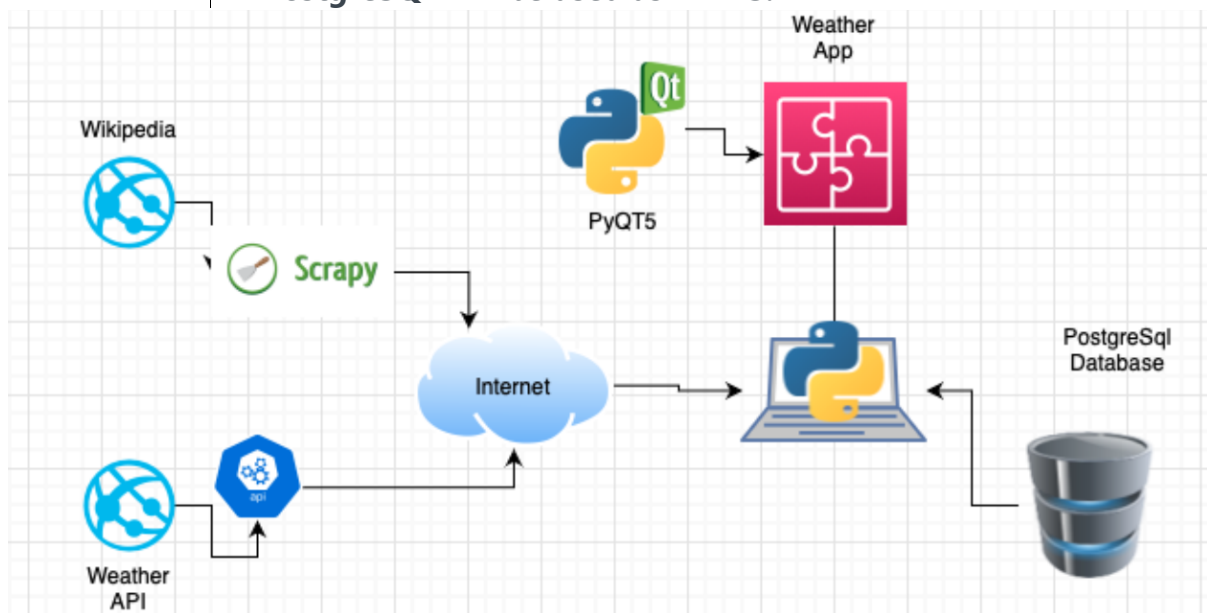 Weather
App
Qt
Wikipedia
PyQT5
Scrapy
PostgreSql
Database
Internet
api
Weather
API